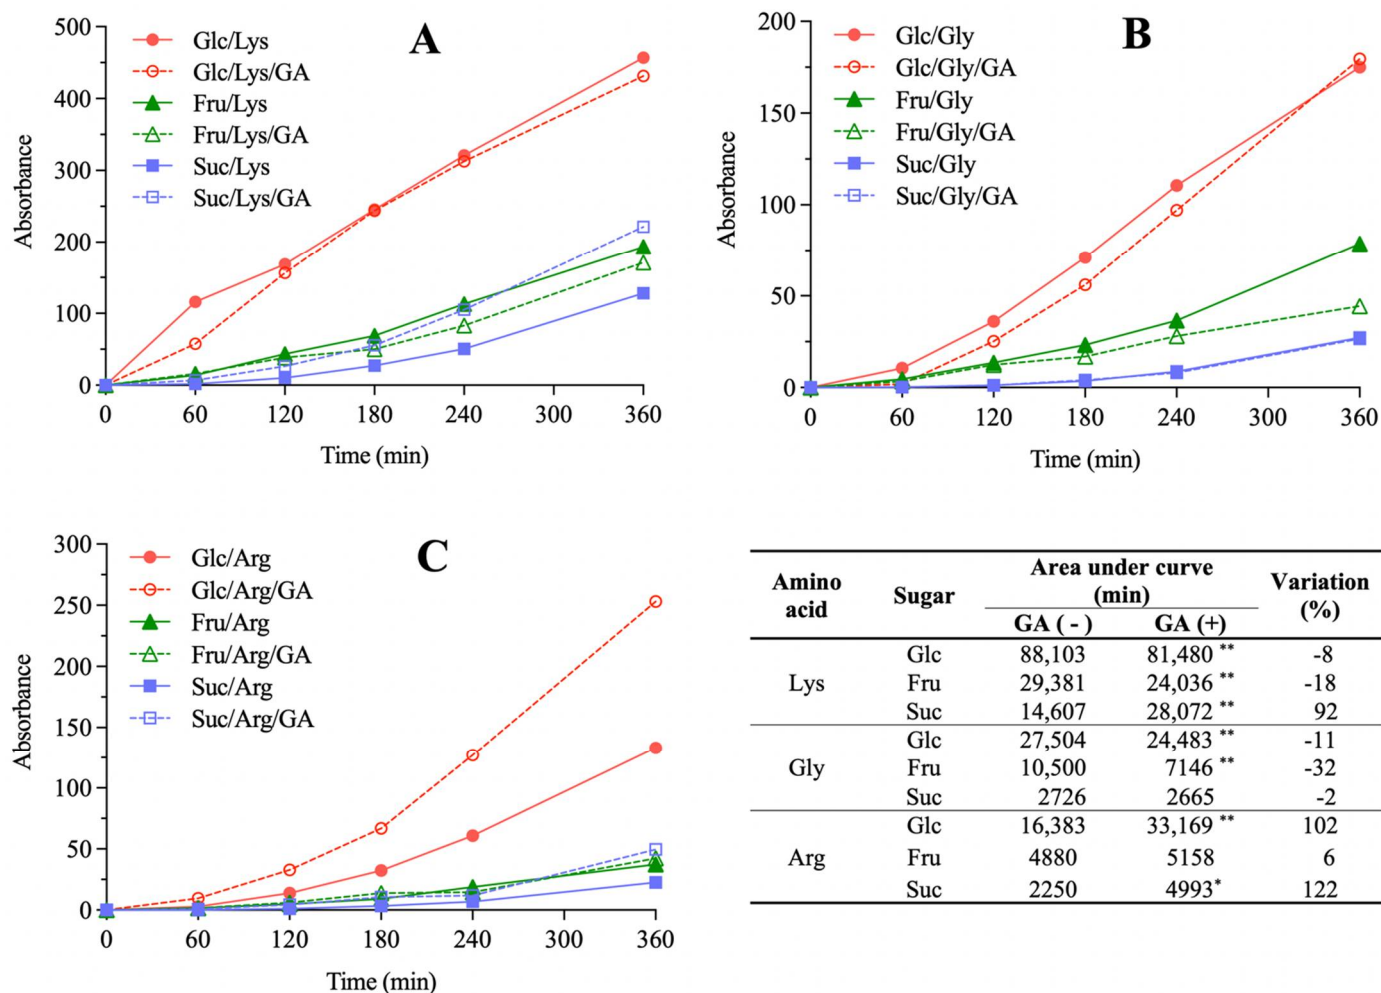 A
Glc/Lys
Glc/Lys/GA
Fru/Lys
Fru/Lys/GA
Suc/Lys
Suc/Lys/GA
Absorbance
500
400
300
200
100
0
0 60 120 180 240 300 360
Time (min)
B
Glc/Gly
Glc/Gly/GA
Fru/Gly
Fru/Gly/GA
Suc/Gly
Suc/Gly/GA
Absorbance
200
150
100
50
0
0 60 120 180 240 300 360
Time (min)
C
Glc/Arg
Glc/Arg/GA
Fru/Arg
Fru/Arg/GA
Suc/Arg
Suc/Arg/GA
Absorbance
300
250
200
150
100
50
0
0 60 120 180 240 300 360
Time (min)
Amino acid Sugar Area under curve (min) Variation (%)
GA ( - ) GA (+)
Lys Glc 88,103 81,480 ** -8
Fru 29,381 24,036 ** -18
Suc 14,607 28,072 ** 92
Gly Glc 27,504 24,483 ** -11
Fru 10,500 7146 ** -32
Suc 2726 2665 -2
Arg Glc 16,383 33,169 ** 102
Fru 4880 5158 6
Suc 2250 4993* 122